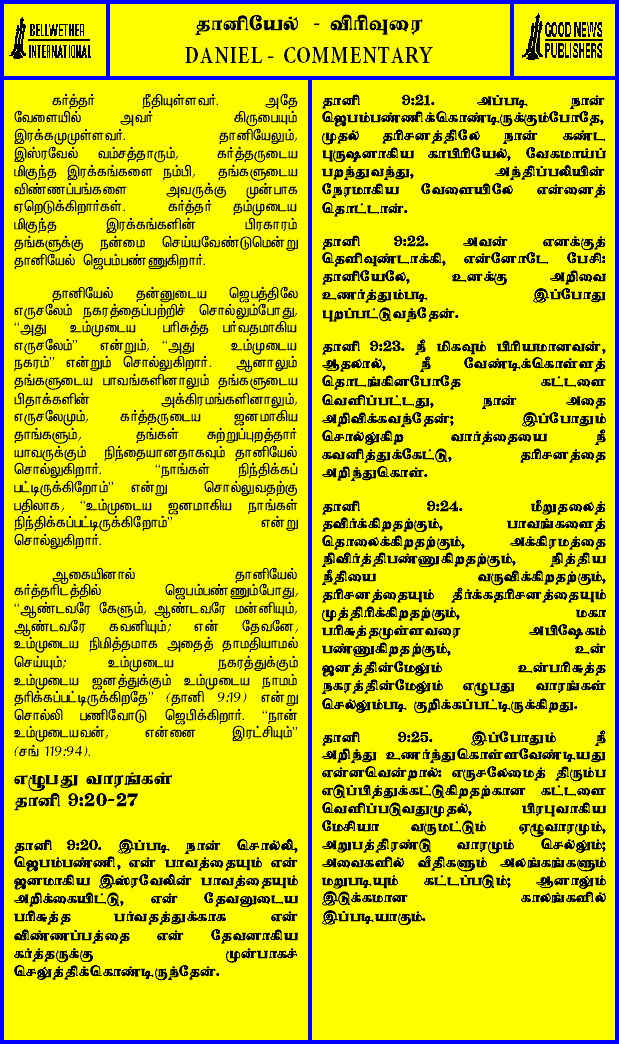 BELLWETHER
INTERNATIONAL
தானியேல் - விரிவுரை
DANIEL - COMMENTARY
GOOD NEWS
PUBLISHERS
கர்த்தர் நீதியுள்ளவர். அதே
வேளையில் அவர் கிருபையும்
இரக்கமுமுள்ளவர். தானியேலும்,
இஸ்ரவேல் வம்சத்தாரும், கர்த்தருடைய
மிகுந்த இரக்கங்களை நம்பி, தங்களுடைய
விண்ணப்பங்களை அவருக்கு முன்பாக
ஏறெடுக்கிறார்கள். கர்த்தர் தம்முடைய
மிகுந்த இரக்கங்களின் பிரகாரம்
தங்களுக்கு நன்மை செய்யவேண்டுமென்று
தானியேல் ஜெபம்பண்ணுகிறார்.
தானியேல் தன்னுடைய ஜெபத்திலே
எருசலேம் நகரத்தைப்பற்றிச் சொல்லும்போது,
“அது உம்முடைய பரிசுத்த பர்வதமாகிய
எருசலேம்” என்றும், “அது உம்முடைய
நகரம்” என்றும் சொல்லுகிறார். ஆனாலும்
தங்களுடைய பாவங்களினாலும் தங்களுடைய
பிதாக்களின் அக்கிரமங்களினாலும்,
எருசலேமும், கர்த்தருடைய ஜனமாகிய
தாங்களும், தங்கள் சுற்றுப்புறத்தார்
யாவருக்கும் நிந்தையானதாகவும் தானியேல்
சொல்லுகிறார். “நாங்கள் நிந்திக்கப்
பட்டிருக்கிறோம்” என்று சொல்லுவதற்கு
பதிலாக, “உம்முடைய ஜனமாகிய நாங்கள்
நிந்திக்கப்பட்டிருக்கிறோம்” என்று
சொல்லுகிறார்.
ஆகையினால் தானியேல்
கர்த்தரிடத்தில் ஜெபம்பண்ணும்போது,
“ஆண்டவரே கேளும், ஆண்டவரே மன்னியும்,
ஆண்டவரே கவனியும்; என் தேவனே,
உம்முடைய நிமித்தமாக அதைத் தாமதியாமல்
செய்யும்; உம்முடைய நகரத்துக்கும்
உம்முடைய ஜனத்துக்கும் உம்முடைய நாமம்
தரிக்கப்பட்டிருக்கிறதே” (தானி 9:19) என்று
சொல்லி பணிவோடு ஜெபிக்கிறார். “நான்
உம்முடையவன், என்னை இரட்சியும்”
(சங் 119:94).
எழுபது வாரங்கள்
தானி 9:20-27
தானி 9:20. இப்படி நான் சொல்லி,
ஜெபம்பண்ணி, என் பாவத்தையும் என்
ஜனமாகிய இஸ்ரவேலின் பாவத்தையும்
அறிக்கையிட்டு, என் தேவனுடைய
பரிசுத்த பர்வதத்துக்காக என்
விண்ணப்பத்தை என் தேவனாகிய
கர்த்தருக்கு முன்பாகச்
செலுத்திக்கொண்டிருந்தேன்.
தானி 9:21. அப்படி நான்
ஜெபம்பண்ணிக்கொண்டிருக்கும்போதே,
முதல் தரிசனத்திலே நான் கண்ட
புருஷனாகிய காபிரியேல், வேகமாய்ப்
பறந்துவந்து, அந்திப்பலியின்
நேரமாகிய வேளையிலே என்னைத்
தொட்டான்.
தானி 9:22. அவன் எனக்குத்
தெளிவுண்டாக்கி, என்னோடே பேசி:
தானியேலே, உனக்கு அறிவை
உணர்த்தும்படி இப்போது
புறப்பட்டுவந்தேன்.
தானி 9:23. நீ மிகவும் பிரியமானவன்,
ஆதலால், நீ வேண்டிக்கொள்ளத்
தொடங்கினபோதே கட்டளை
வெளிப்பட்டது, நான் அதை
அறிவிக்கவந்தேன்; இப்போதும்
சொல்லுகிற வார்த்தையை நீ
கவனித்துக்கேட்டு, தரிசனத்தை
அறிந்துகொள்.
தானி 9:24. மீறுதலைத்
தவிர்க்கிறதற்கும், பாவங்களைத்
தொலைக்கிறதற்கும், அக்கிரமத்தை
நிவிர்த்திபண்ணுகிறதற்கும், நித்திய
நீதியை வருவிக்கிறதற்கும்,
தரிசனத்தையும் தீர்க்கதரிசனத்தையும்
முத்திரிக்கிறதற்கும், மகா
பரிசுத்தமுள்ளவரை அபிஷேகம்
பண்ணுகிறதற்கும், உன்
ஜனத்தின்மேலும் உன்பரிசுத்த
நகரத்தின்மேலும் எழுபது வாரங்கள்
செல்லும்படி குறிக்கப்பட்டிருக்கிறது.
தானி 9:25. இப்போதும் நீ
அறிந்து உணர்ந்துகொள்ளவேண்டியது
என்னவென்றால்: எருசலேமைத் திரும்ப
எடுப்பித்துக்கட்டுகிறதற்கான கட்டளை
வெளிப்படுவதுமுதல், பிரபுவாகிய
மேசியா வருமட்டும் ஏழுவாரமும்,
அறுபத்திரண்டு வாரமும் செல்லும்;
அவைகளில் வீதிகளும் அலங்கங்களும்
மறுபடியும் கட்டப்படும்; ஆனாலும்
இடுக்கமான காலங்களில்
இப்படியாகும்.